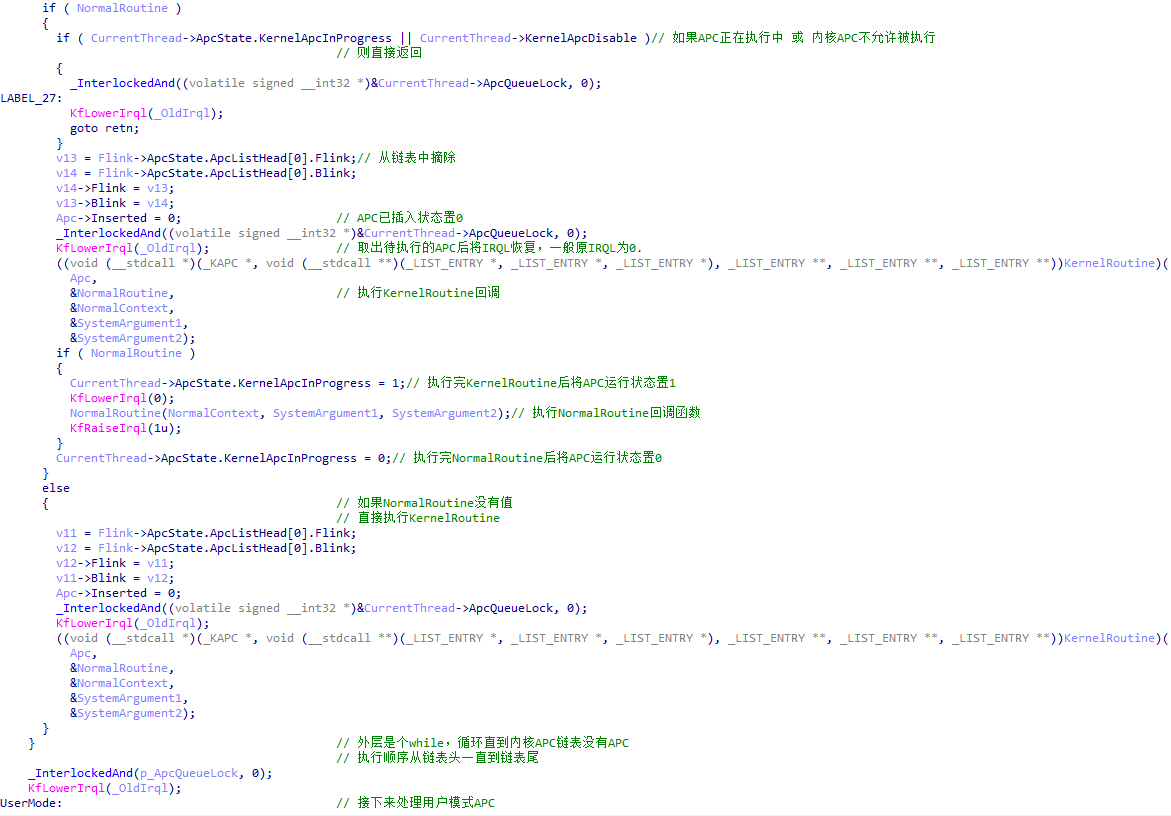 if ( NormalRoutine )
{
if ( CurrentThread->ApcState.KernelApcInProgress || CurrentThread->KernelApcDisable )// 如果APC正在执行中 或 内核APC不允许被执行
// 则直接返回
{
_InterlockedAnd((volatile signed __int32 *)&CurrentThread->ApcQueueLock, 0);
LABEL_27:
KfLowerIrql(_OldIrql);
goto retn;
}
v13 = Flink->ApcState.ApcListHead[0].Flink;// 从链表中摘除
v14 = Flink->ApcState.ApcListHead[0].Blink;
v14->Flink = v13;
v13->Blink = v14;
Apc->Inserted = 0; // APC已插入状态置0
_InterlockedAnd((volatile signed __int32 *)&CurrentThread->ApcQueueLock, 0);
KfLowerIrql(_OldIrql); // 取出待执行的APC后将IRQL恢复，一般原IRQL为0.
((void (__stdcall *)(_KAPC *, void (__stdcall **)(_LIST_ENTRY *, _LIST_ENTRY *, _LIST_ENTRY *), _LIST_ENTRY **, _LIST_ENTRY **, _LIST_ENTRY **))KernelRoutine)(
Apc,
&NormalRoutine, // 执行KernelRoutine回调
&NormalContext,
&SystemArgument1,
&SystemArgument2);
if ( NormalRoutine )
{
CurrentThread->ApcState.KernelApcInProgress = 1;// 执行完KernelRoutine后将APC运行状态置1
KfLowerIrql(0);
NormalRoutine(NormalContext, SystemArgument1, SystemArgument2);// 执行NormalRoutine回调函数
KfRaiseIrql(1u);
}
CurrentThread->ApcState.KernelApcInProgress = 0;// 执行完NormalRoutine后将APC运行状态置0
}
else
{ // 如果NormalRoutine没有值
// 直接执行KernelRoutine
v11 = Flink->ApcState.ApcListHead[0].Flink;
v12 = Flink->ApcState.ApcListHead[0].Blink;
v12->Flink = v11;
v11->Blink = v12;
Apc->Inserted = 0;
_InterlockedAnd((volatile signed __int32 *)&CurrentThread->ApcQueueLock, 0);
KfLowerIrql(_OldIrql);
((void (__stdcall *)(_KAPC *, void (__stdcall **)(_LIST_ENTRY *, _LIST_ENTRY *, _LIST_ENTRY *), _LIST_ENTRY **, _LIST_ENTRY **, _LIST_ENTRY **))KernelRoutine)(
Apc,
&NormalRoutine,
&NormalContext,
&SystemArgument1,
&SystemArgument2);
}
} // 外层是个while，循环直到内核APC链表没有APC
// 执行顺序从链表头一直到链表尾
_InterlockedAnd(p_ApcQueueLock, 0);
KfLowerIrql(_OldIrql);
UserMode: // 接下来处理用户模式APC